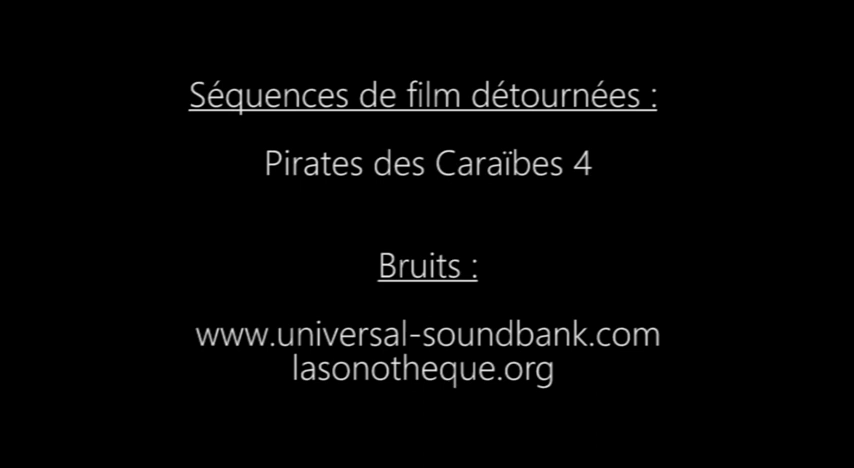 Séquences de film détournées :
Pirates des Caraïbes 4
Bruits :
www.universal-soundbank.com
lasonotheque.org